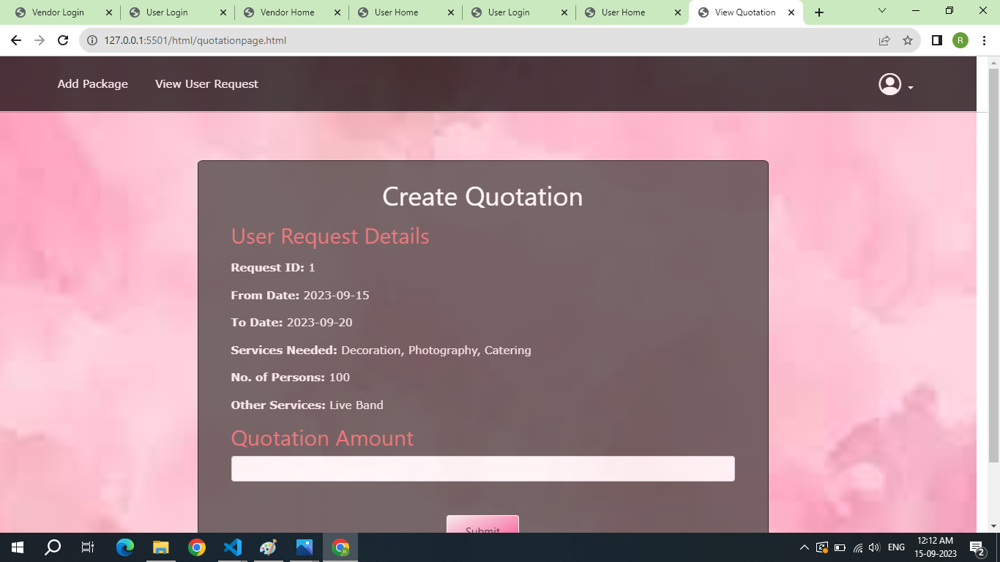 Vendor Login
User Login
Vendor Home
User Home
User Login
User Home
View Quotation
127.0.0.1:5501/html/quotationpage.html
R
Add Package
View User Request
Create Quotation
User Request Details
Request ID: 1
From Date: 2023-09-15
To Date: 2023-09-20
Services Needed: Decoration, Photography, Catering
No. of Persons: 100
Other Services: Live Band
Quotation Amount
Submit
ENG
12:12 AM
15-09-2023
2